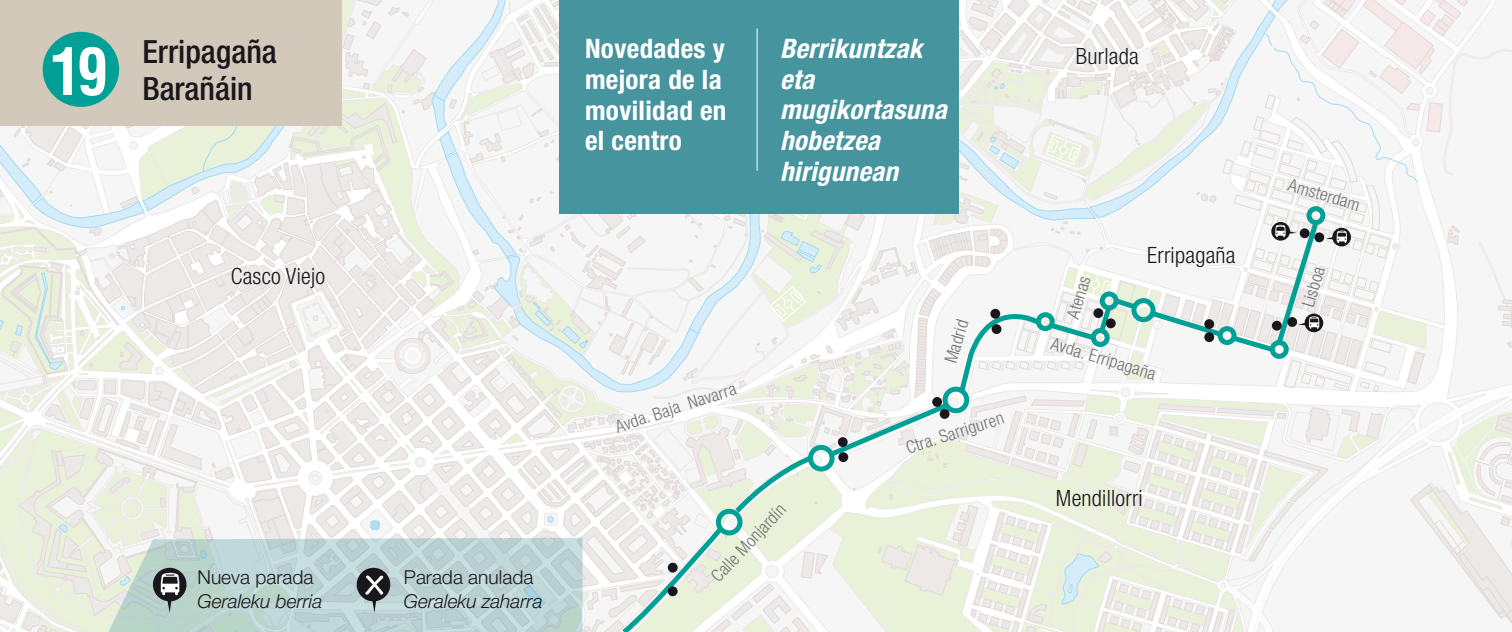 19
Erripagaña
Barañáin
Novedades y
mejora de la
movilidad en
el centro
Berrikuntzak
eta
mugikortasuna
hobetzea
hirigunean
Burlada
Amsterdam
Erripagaña
Casco Viejo
Lisboa
Atenas
Madrid
Avda. Erripagaña
Avda. Baja Navarra
Ctra. Sarriguren
Mendillorri
Calle Monjardín
Nueva parada
Geraleku berria
Parada anulada
Geraleku zaharra